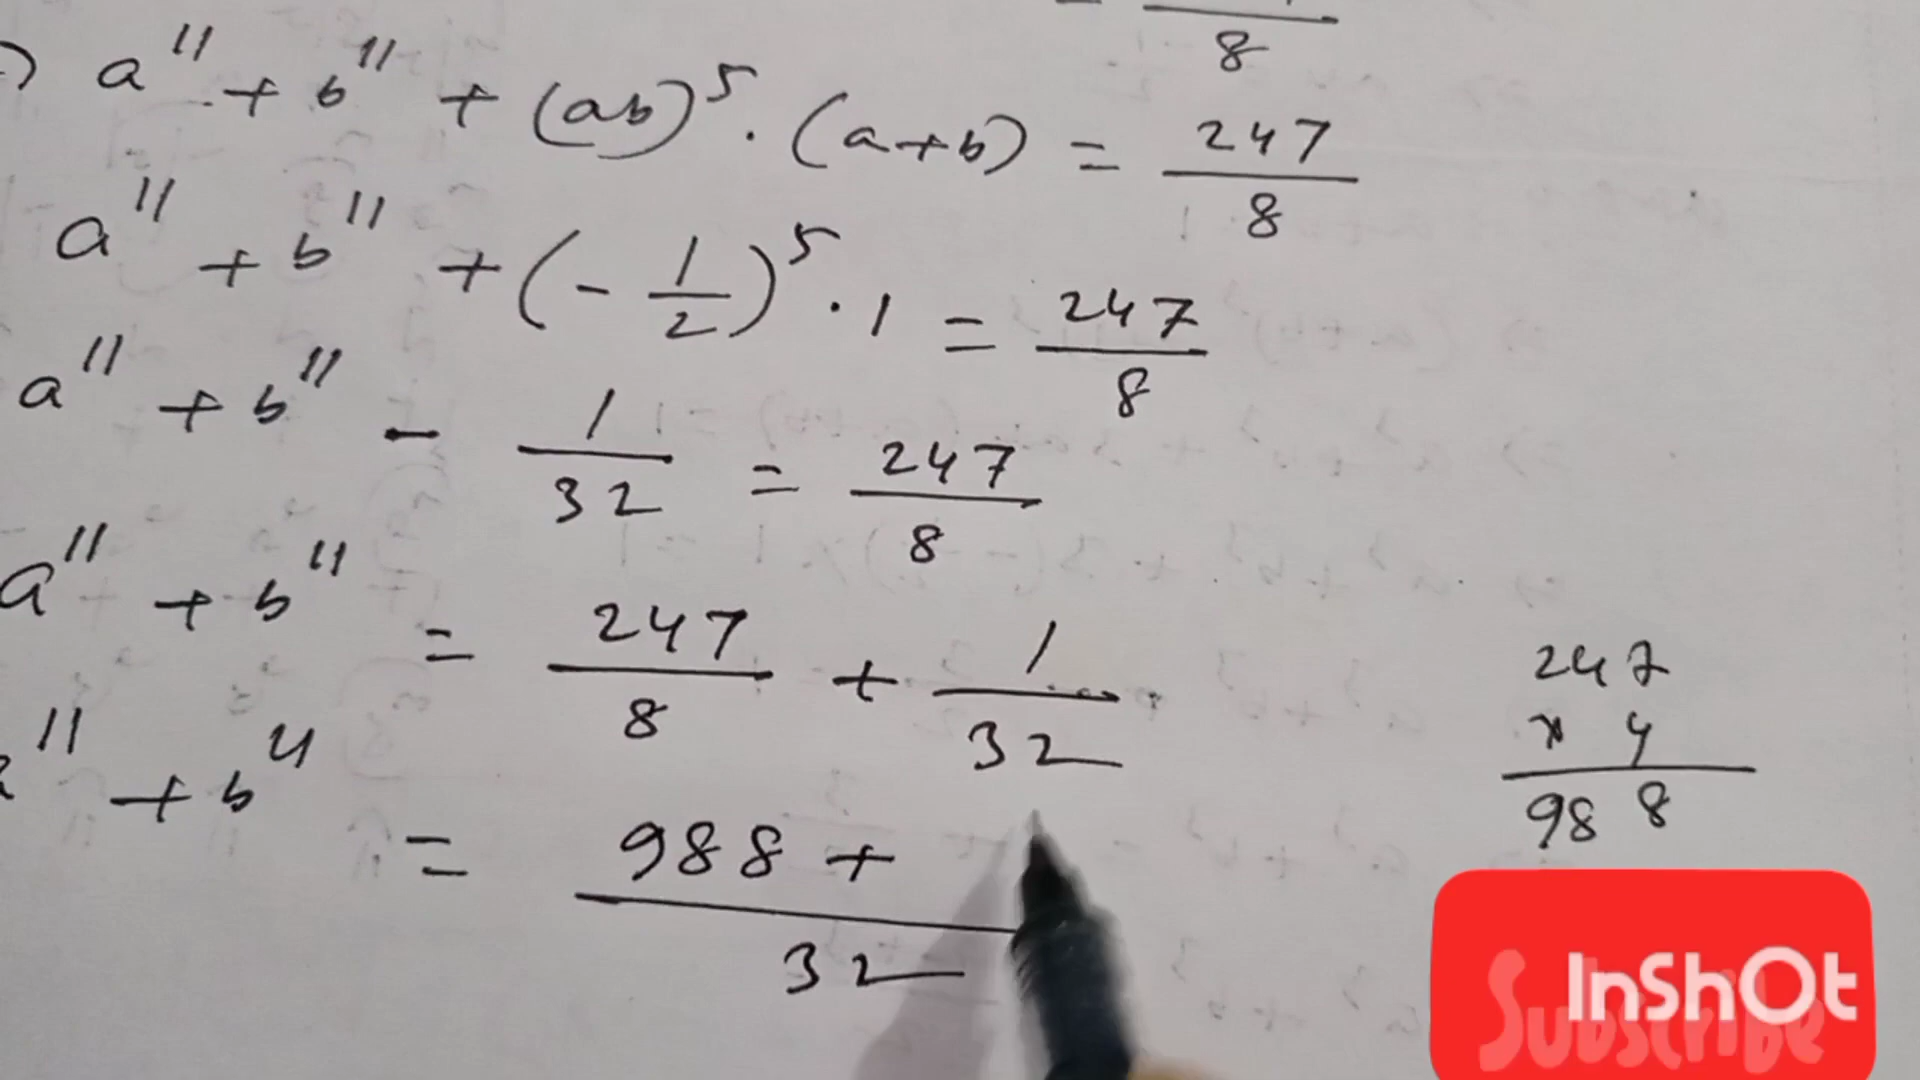 8
a¹¹ + b¹¹ + (ab)⁵ · (a+b) = 247/8
a¹¹ + b¹¹ + (-1/2)⁵ · 1 = 247/8
a¹¹ + b¹¹ - 1/32 = 247/8
a¹¹ + b¹¹ = 247/8 + 1/32
a¹¹ + b¹¹ = 988 + /32
247
x 4
988
Subscribe
InShOt